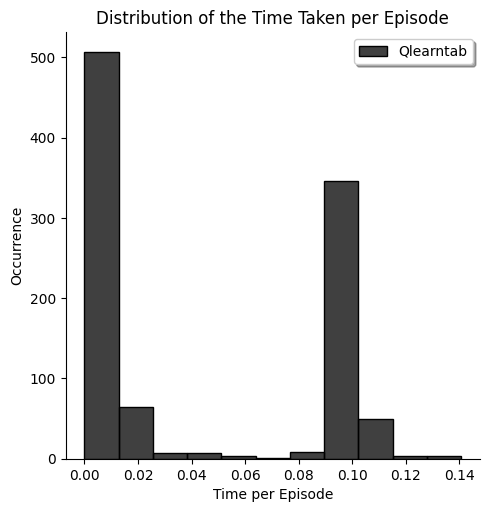 Distribution of the Time Taken per Episode
Qlearntab
500
400
300
200
100
0
Occurrence
0.00 0.02 0.04 0.06 0.08 0.10 0.12 0.14
Time per Episode